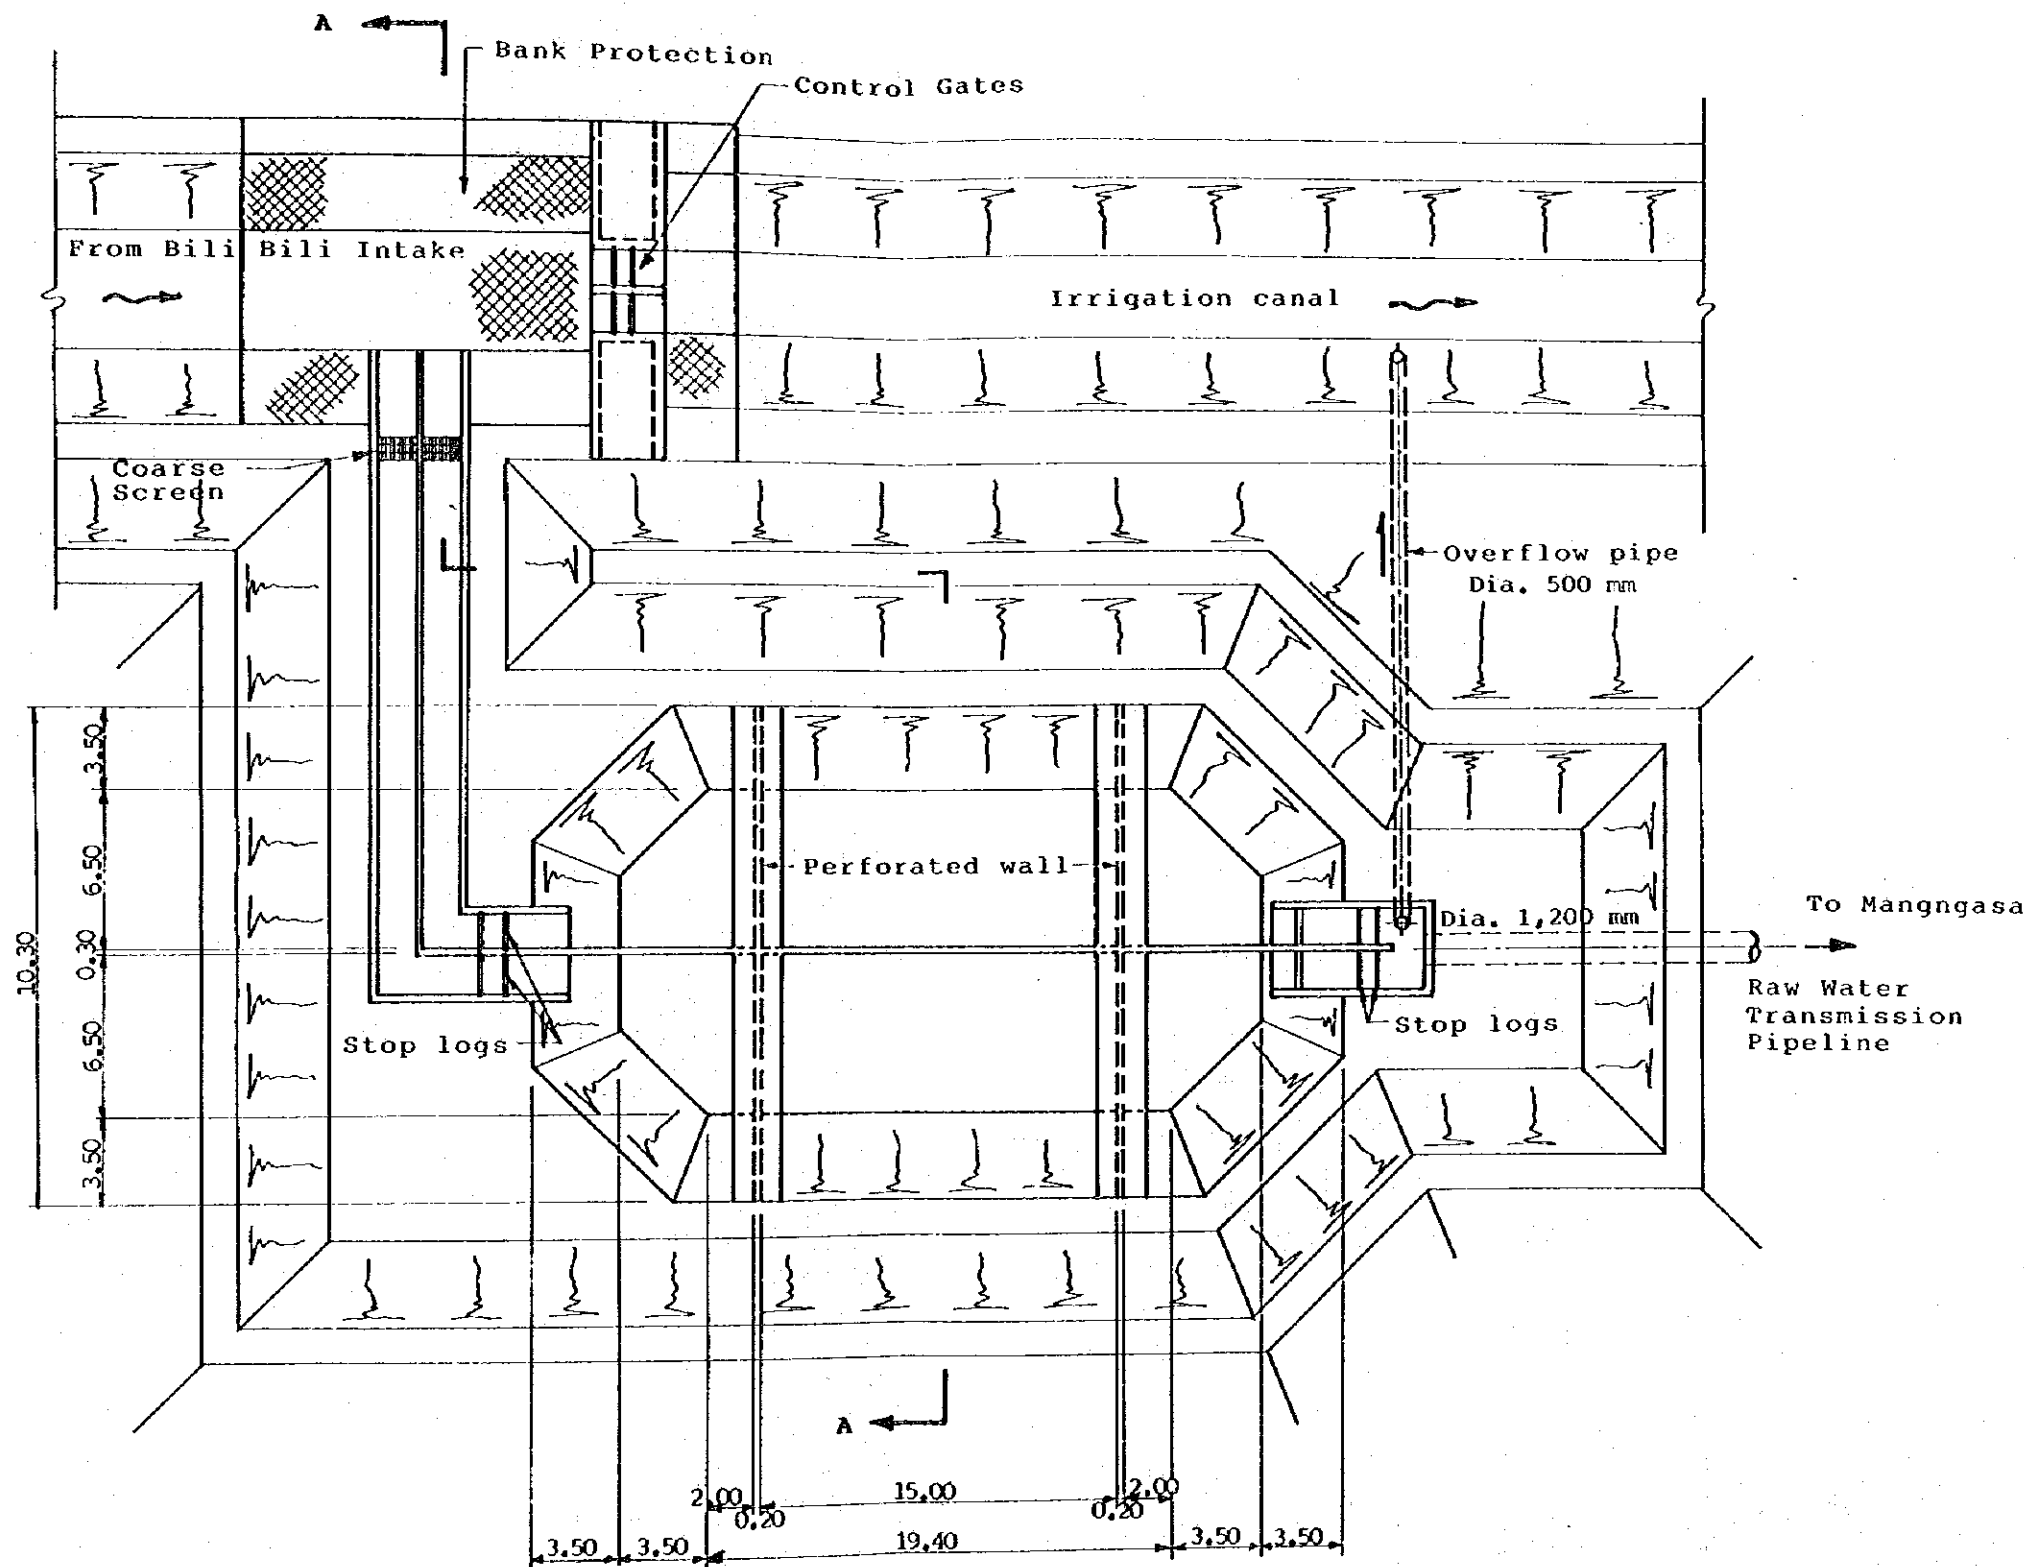 A
Bank Protection
Control Gates
From Bili Bili Intake
Irrigation canal
Coarse
Screen
Overflow pipe
Dia. 500 mm
3.50
6.50
0.30
6.50
3.50
10.30
Perforated wall
Dia. 1,200 mm
To Mangngasa
Raw Water
Transmission
Pipeline
Stop logs
Stop logs
A
2.00
0.20
15.00
0.20
2.00
3.50
3.50
19.40
3.50
3.50